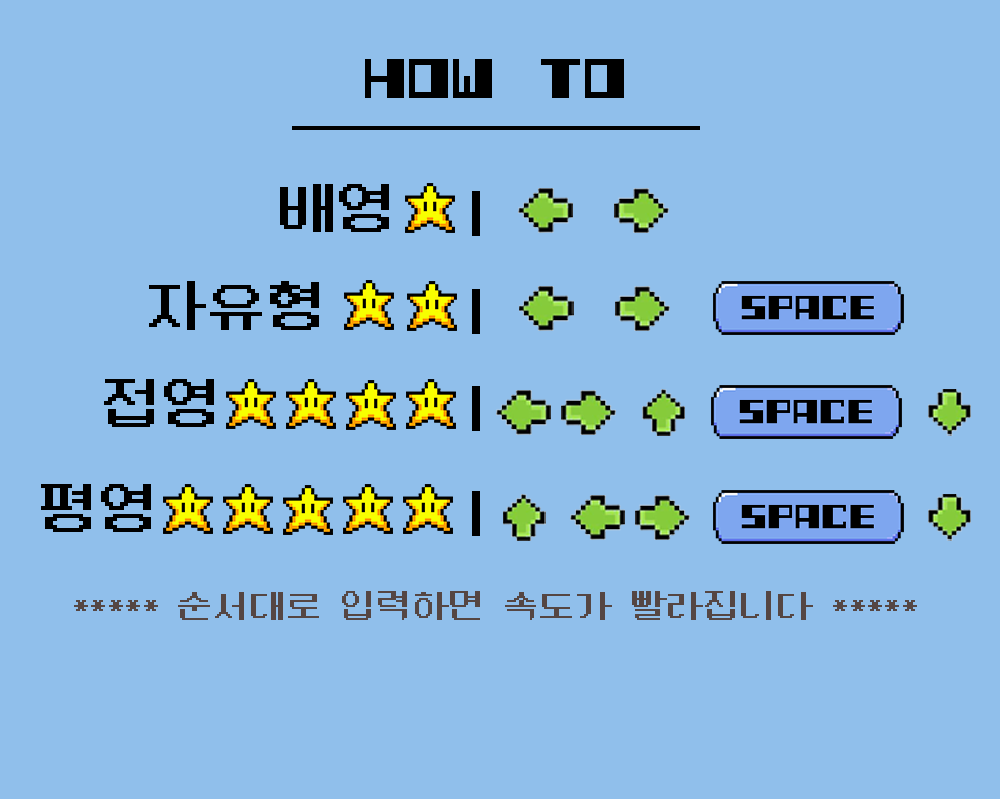 HOW TO
배영 |
자유형 | SPACE
접영 | SPACE
평영 | SPACE
***** 순서대로 입력하면 속도가 빨라집니다 *****